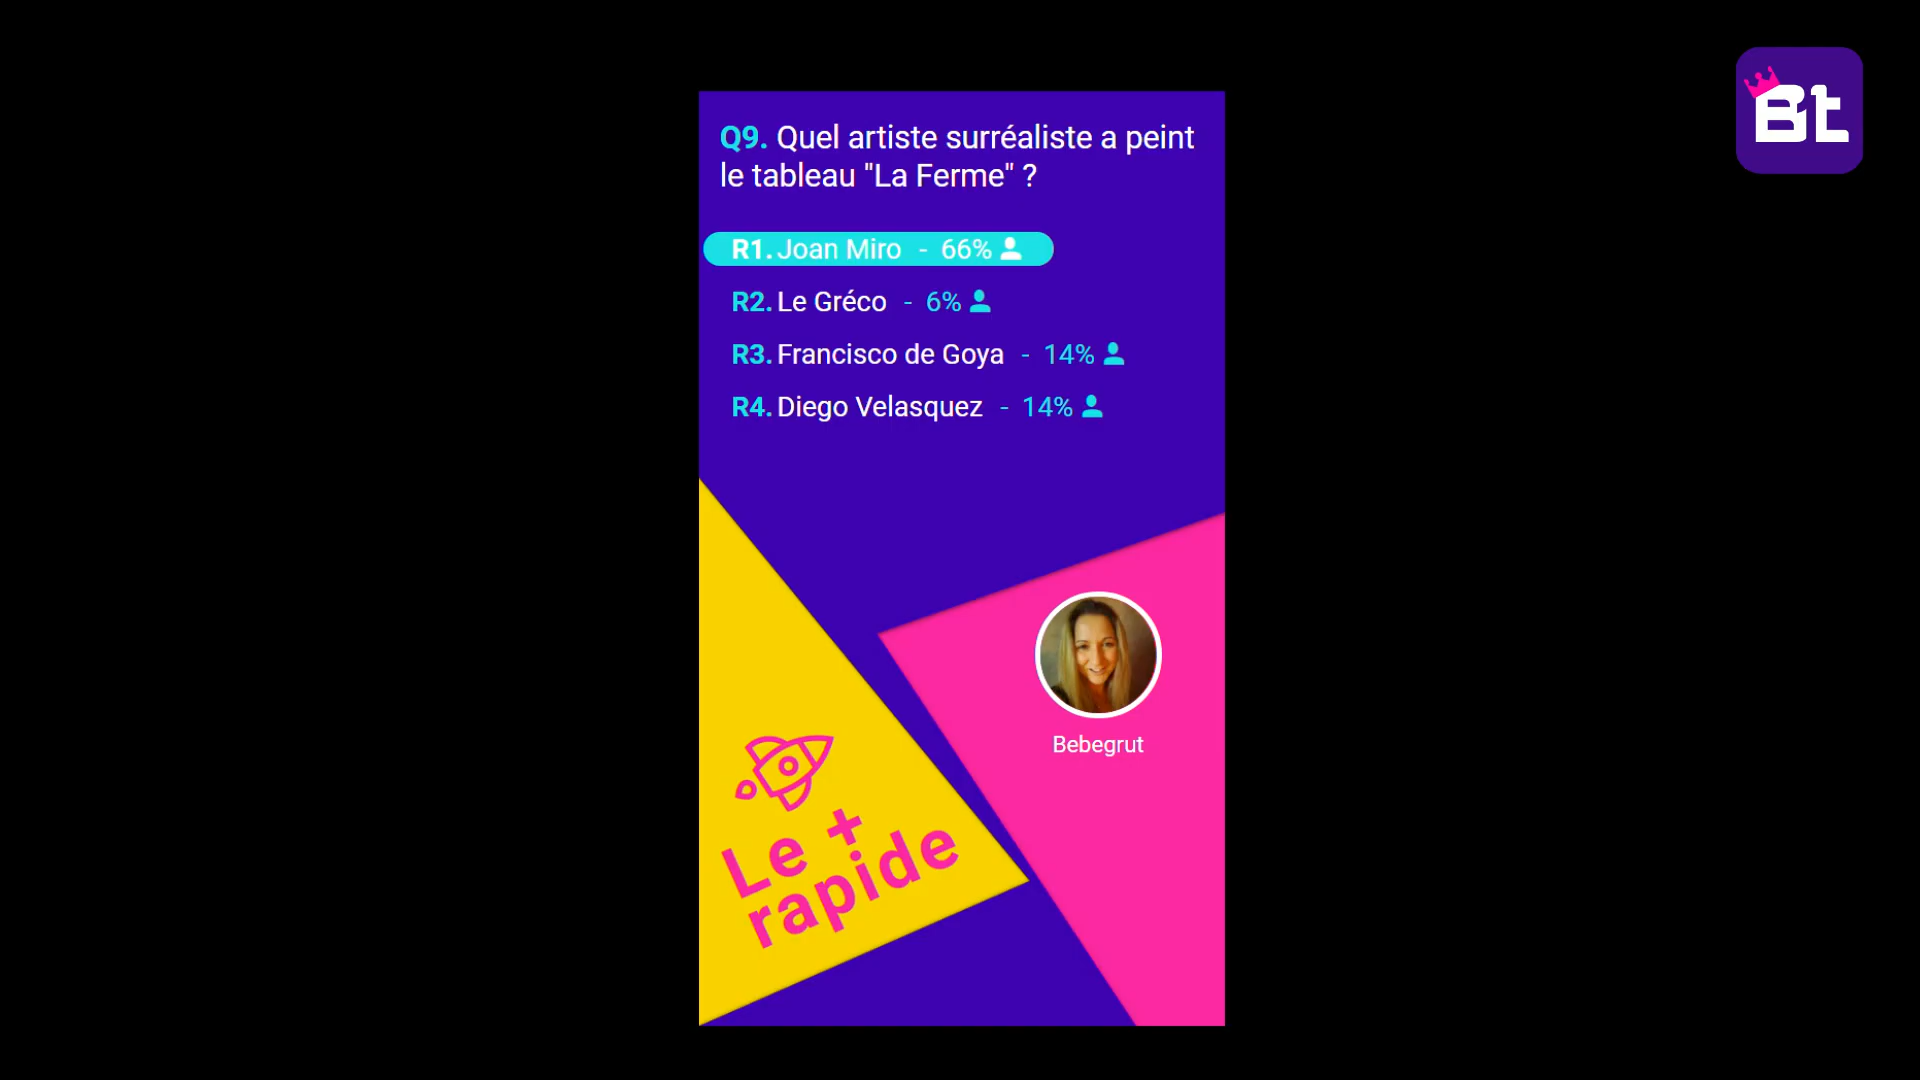 Bt
Q9. Quel artiste surréaliste a peint
le tableau "La Ferme" ?
R1. Joan Miro - 66%
R2. Le Gréco - 6%
R3. Francisco de Goya - 14%
R4. Diego Velasquez - 14%
Bebegrut
Le +
rapide